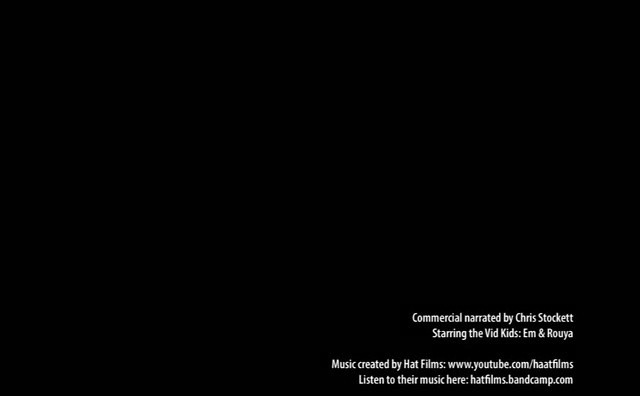 Commercial narrated by Chris Stockett
Starring the Vid Kids: Em & Rouya
Music created by Hat Films: www.youtube.com/haatfilms
Listen to their music here: hatfilms.bandcamp.com